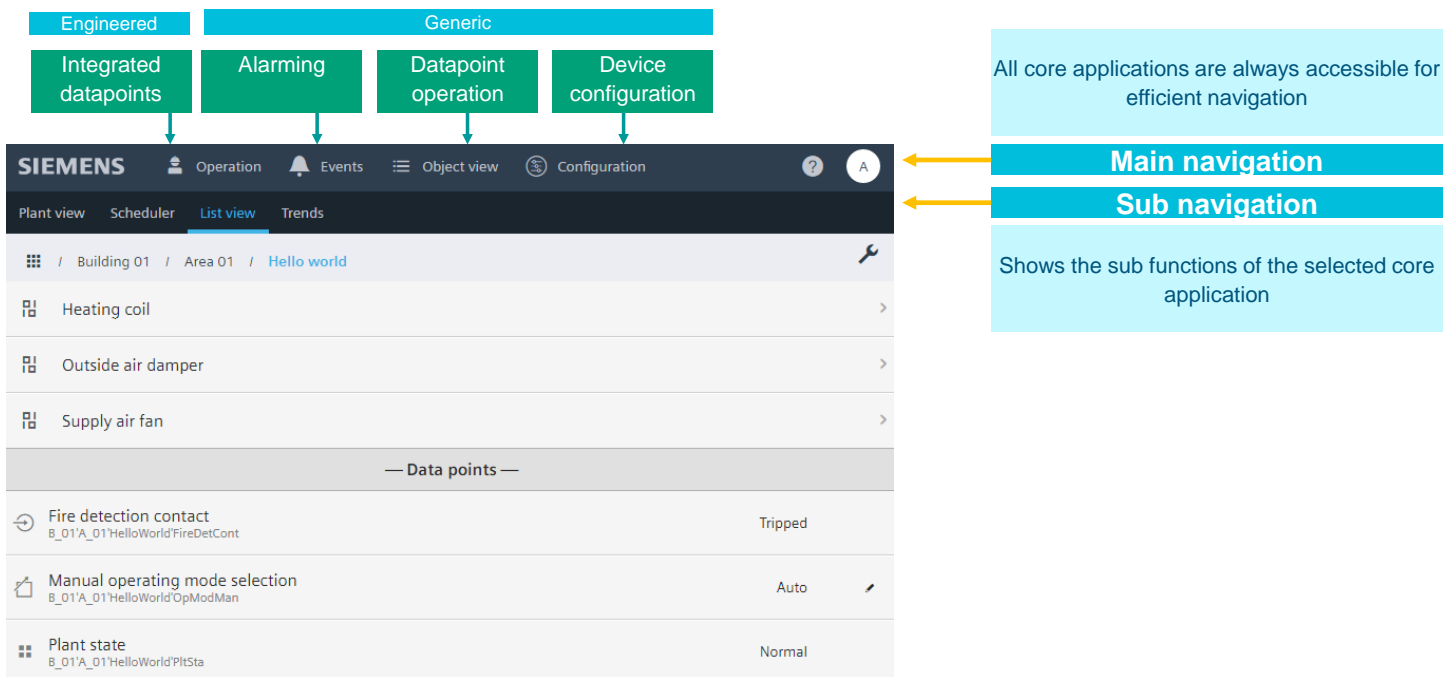 Engineered
Generic
Integrated
datapoints
Alarming
Datapoint
operation
Device
configuration
All core applications are always accessible for
efficient navigation
SIEMENS Operation Events Object view Configuration ? A
Main navigation
Plant view Scheduler List view Trends
Sub navigation
/ Building 01 / Area 01 / Hello world
Shows the sub functions of the selected core
application
Heating coil
Outside air damper
Supply air fan
— Data points —
Fire detection contact
B_01'A_01'HelloWorld'FireDetCont
Tripped
Manual operating mode selection
B_01'A_01'HelloWorld'OpModMan
Auto
Plant state
B_01'A_01'HelloWorld'PltSta
Normal